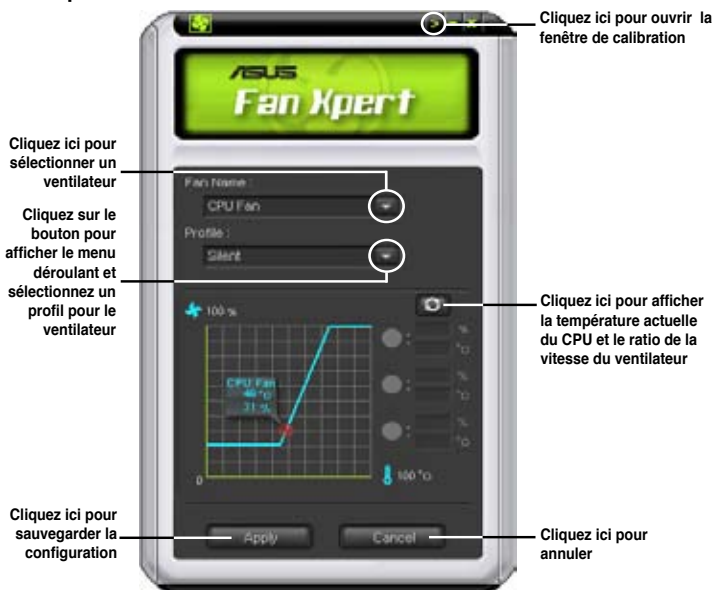 Cliquez ici pour ouvrir la
fenêtre de calibration
>
-
x
ASUS
Fan Xpert
Cliquez ici pour
sélectionner un
ventilateur
Fan Name :
CPU Fan
Cliquez sur le
bouton pour
afficher le menu
déroulant et
sélectionnez un
profil pour le
ventilateur
Profile :
Silent
100 %
CPU Fan
31 %
0
100 °C
:
%
°C
:
%
°C
:
%
°C
Cliquez ici pour afficher
la température actuelle
du CPU et le ratio de la
vitesse du ventilateur
Cliquez ici pour
sauvegarder la
configuration
Apply
Cancel
Cliquez ici pour
annuler